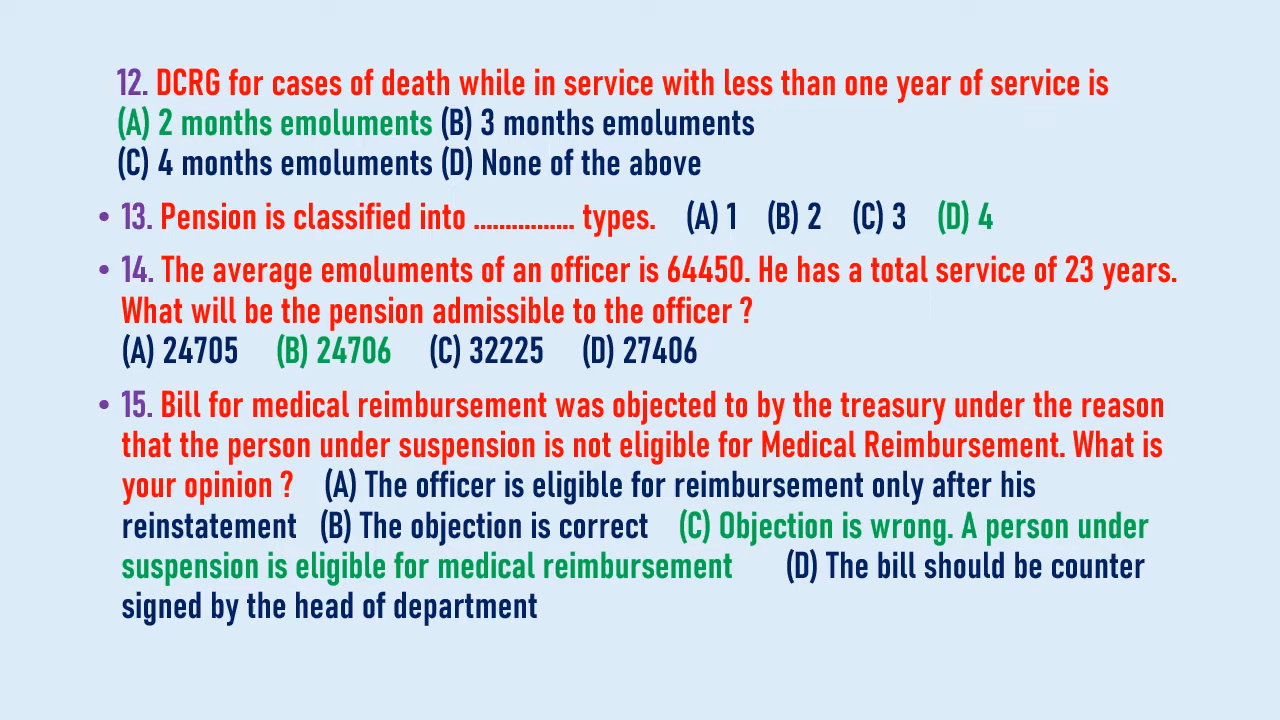 12. DCRG for cases of death while in service with less than one year of service is
(A) 2 months emoluments (B) 3 months emoluments
(C) 4 months emoluments (D) None of the above
• 13. Pension is classified into ................ types. (A) 1 (B) 2 (C) 3 (D) 4
• 14. The average emoluments of an officer is 64450. He has a total service of 23 years.
What will be the pension admissible to the officer ?
(A) 24705 (B) 24706 (C) 32225 (D) 27406
• 15. Bill for medical reimbursement was objected to by the treasury under the reason
that the person under suspension is not eligible for Medical Reimbursement. What is
your opinion ? (A) The officer is eligible for reimbursement only after his
reinstatement (B) The objection is correct (C) Objection is wrong. A person under
suspension is eligible for medical reimbursement (D) The bill should be counter
signed by the head of department